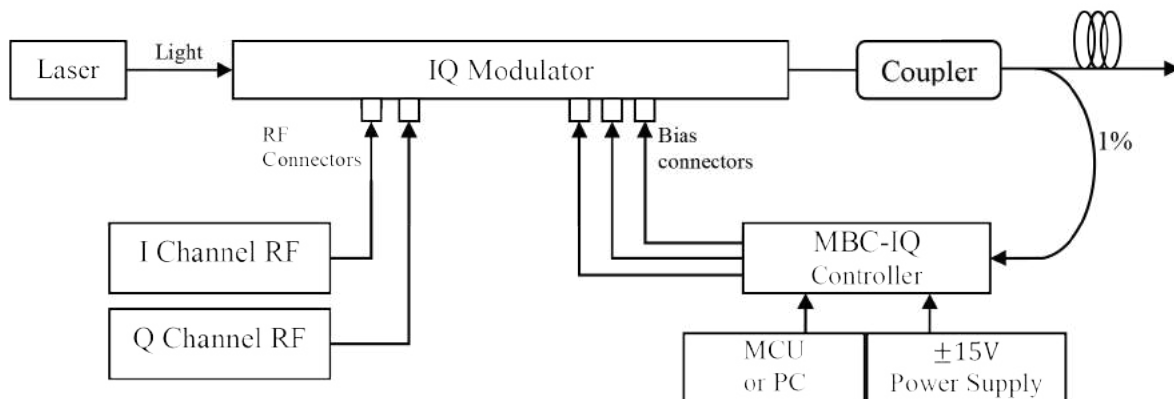 Laser
Light
IQ Modulator
Coupler
RF
Connectors
Bias
connectors
1%
I Channel RF
Q Channel RF
MBC-IQ
Controller
MCU
or PC
±15V
Power Supply